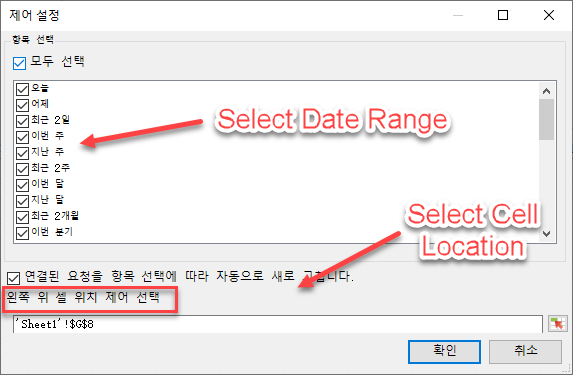 제어 설정
항목 선택
모두 선택
오늘
어제
최근 2일
이번 주
지난 주
최근 2주
이번 달
지난 달
최근 2개월
이번 분기
Select Date Range
Select Cell
Location
연결된 요청을 항목 선택에 따라 자동으로 새로 고칩니다.
왼쪽 위 셀 위치 제어 선택
'Sheet1'!$G$8
확인
취소